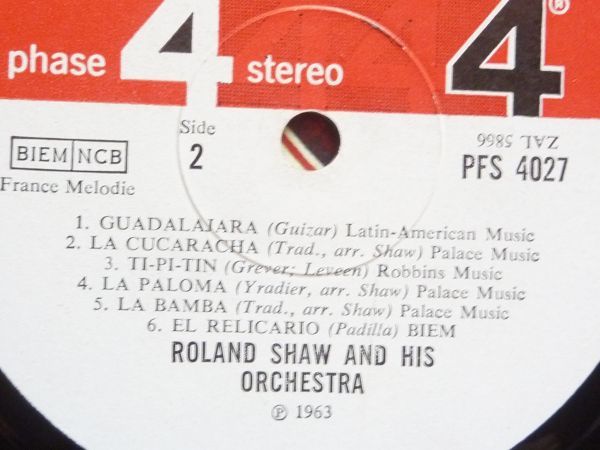 phase 4 stereo 4®
Side
2
BIEM NCB
France Melodie
ZAL 5866
PFS 4027
1. GUADALAJARA (Guizar) Latin-American Music
2. LA CUCARACHA (Trad., arr. Shaw) Palace Music
3. TI-PI-TIN (Grever; Leveen) Robbins Music
4. LA PALOMA (Yradier, arr. Shaw) Palace Music
5. LA BAMBA (Trad., arr. Shaw) Palace Music
6. EL RELICARIO (Padilla) BIEM
ROLAND SHAW AND HIS
ORCHESTRA
℗ 1963